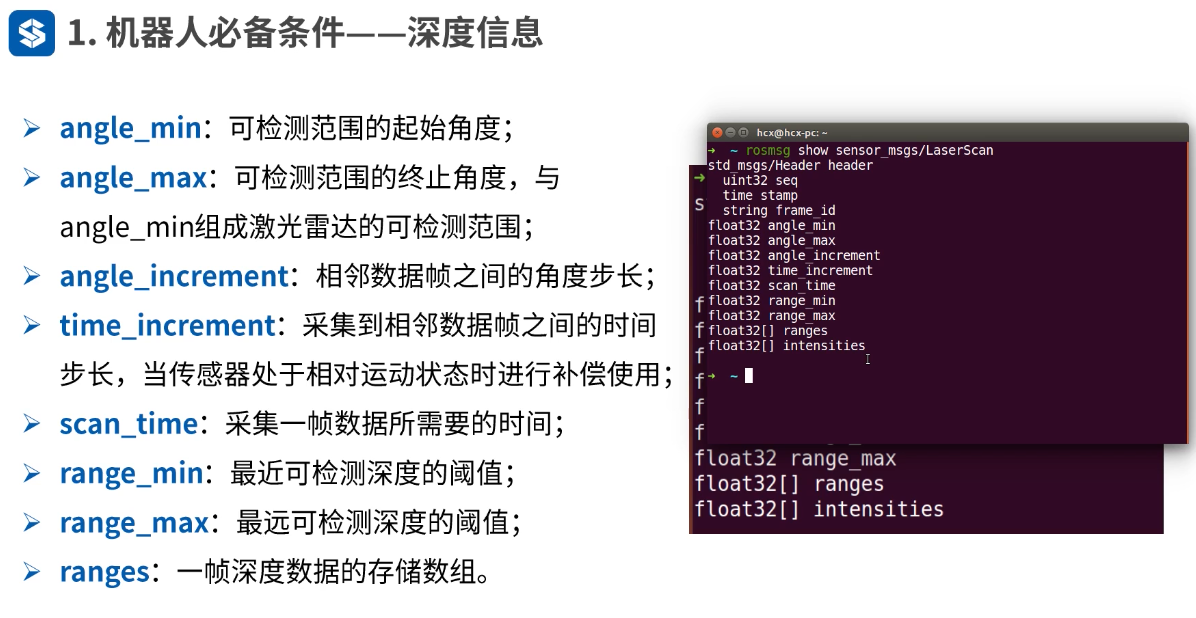 1. 机器人必备条件——深度信息
angle_min：可检测范围的起始角度；
angle_max：可检测范围的终止角度，与
angle_min组成激光雷达的可检测范围；
angle_increment：相邻数据帧之间的角度步长；
time_increment：采集到相邻数据帧之间的时间
步长，当传感器处于相对运动状态时进行补偿使用；
scan_time：采集一帧数据所需要的时间；
range_min：最近可检测深度的阈值；
range_max：最远可检测深度的阈值；
ranges：一帧深度数据的存储数组。
hcx@hcx-pc: ~
➜ ~ rosmsg show sensor_msgs/LaserScan
std_msgs/Header header
uint32 seq
time stamp
string frame_id
float32 angle_min
float32 angle_max
float32 angle_increment
float32 time_increment
float32 scan_time
float32 range_min
float32 range_max
float32[] ranges
float32[] intensities
➜ ~
float32 range_max
float32[] ranges
float32[] intensities